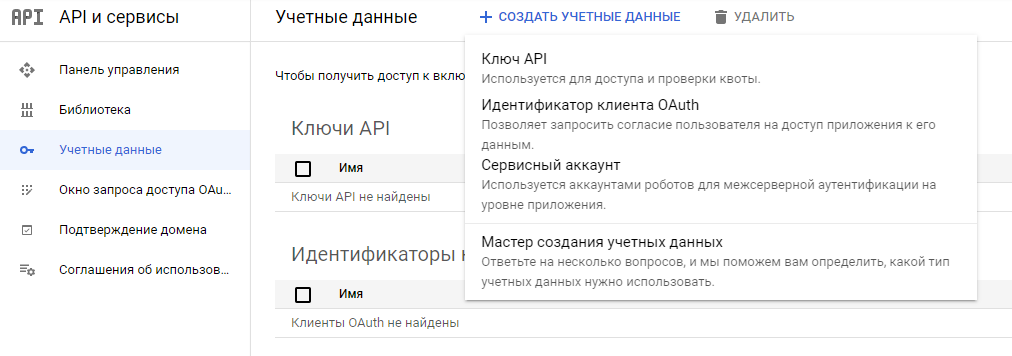 API API и сервисы
Учетные данные
СОЗДАТЬ УЧЕТНЫЕ ДАННЫЕ
УДАЛИТЬ
Панель управления
Библиотека
Учетные данные
Окно запроса доступа OAu...
Подтверждение домена
Соглашения об использов...
Чтобы получить доступ к вклю
Ключи API
Имя
Ключи API не найдены
Идентификаторы
Имя
Клиенты OAuth не найдены
Ключ API
Используется для доступа и проверки квоты.
Идентификатор клиента OAuth
Позволяет запросить согласие пользователя на доступ приложения к его
данным.
Сервисный аккаунт
Используется аккаунтами роботов для межсерверной аутентификации на
уровне приложения.
Мастер создания учетных данных
Ответьте на несколько вопросов, и мы поможем вам определить, какой тип
учетных данных нужно использовать.